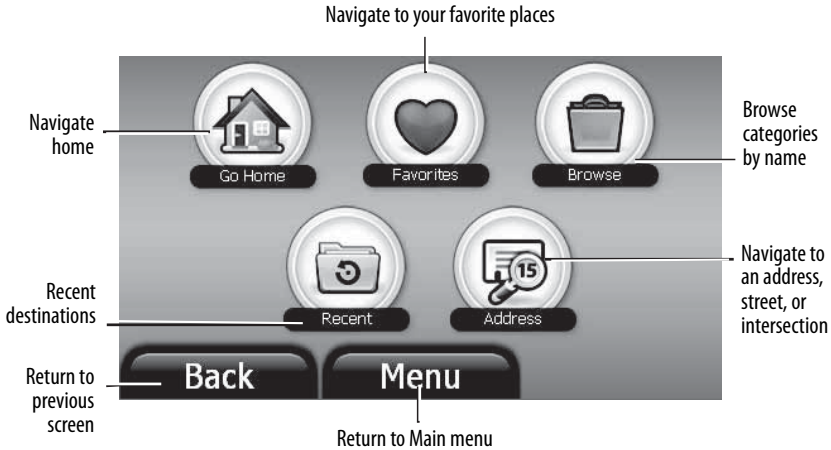 Navigate to your favorite places
Navigate
home
Browse
categories
by name
Go Home
Favorites
Browse
15
Navigate to
an address,
street, or
intersection
Recent
destinations
Recent
Address
Back
Menu
Return to
previous
screen
Return to Main menu